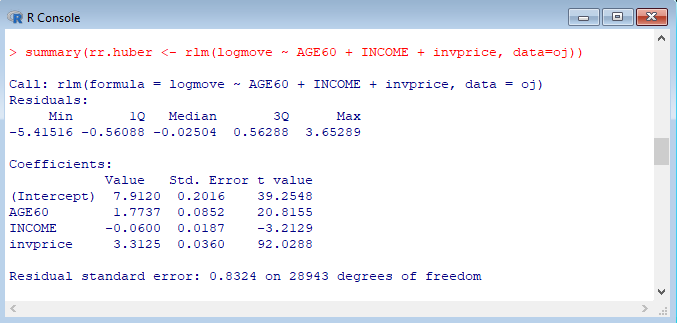 R Console
> summary(rr.huber <- rlm(logmove ~ AGE60 + INCOME + invprice, data=oj))
Call: rlm(formula = logmove ~ AGE60 + INCOME + invprice, data = oj)
Residuals:
     Min       1Q   Median       3Q      Max
-5.41516 -0.56088 -0.02504  0.56288  3.65289
Coefficients:
            Value   Std. Error t value
(Intercept)  7.9120  0.2016    39.2548
AGE60        1.7737  0.0852    20.8155
INCOME      -0.0600  0.0187    -3.2129
invprice     3.3125  0.0360    92.0288
Residual standard error: 0.8324 on 28943 degrees of freedom